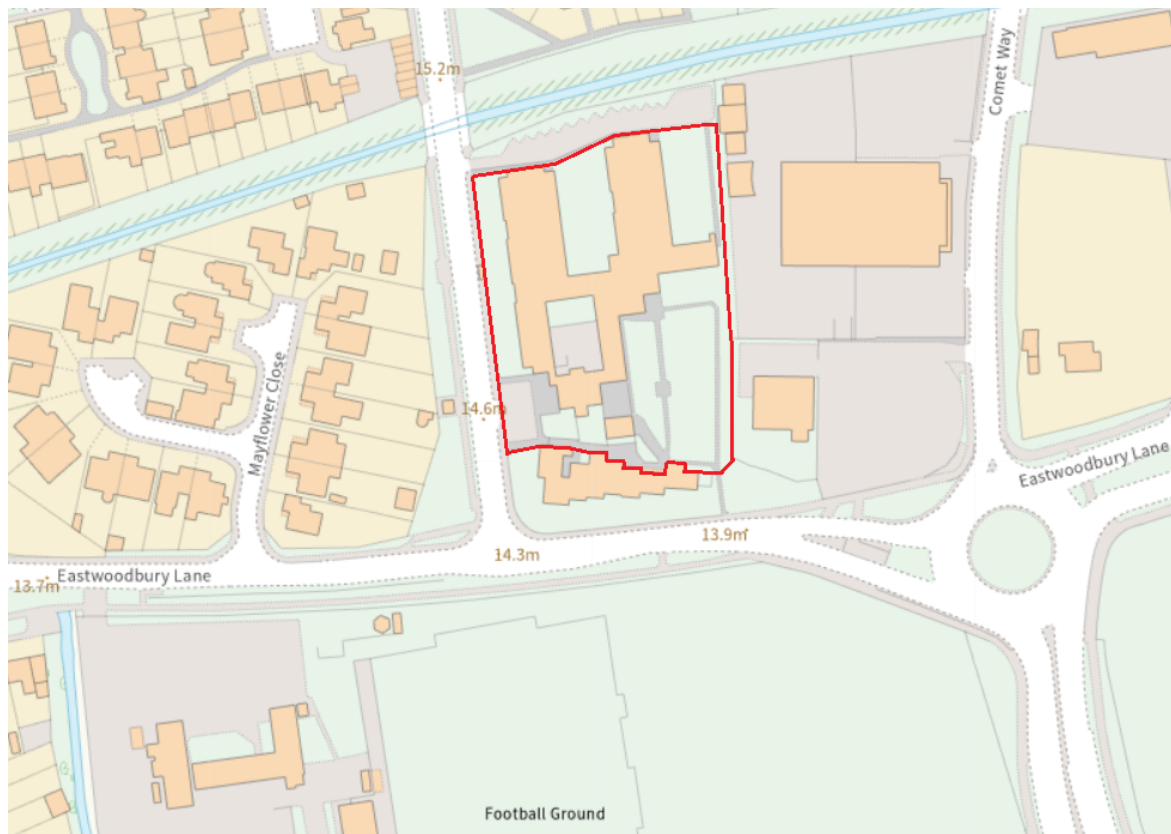 15.2m
Comet Way
Mayflower Close
14.6m
Eastwoodbury Lane
13.9m
14.3m
Eastwoodbury Lane
13.7m
Football Ground